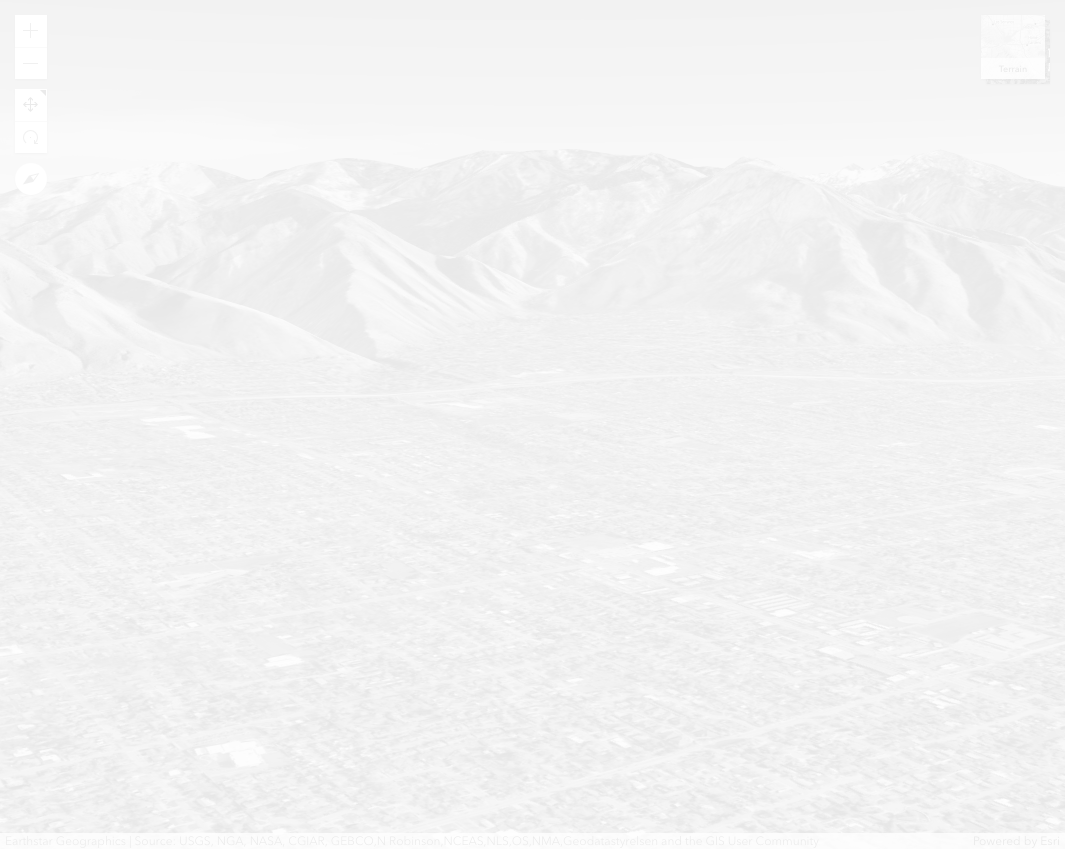 Terrain
Earthstar Geographics | Source: USGS, NGA, NASA, CGIAR, GEBCO,N Robinson,NCEAS,NLS,OS,NMA,Geodatastyrelsen and the GIS User Community
Powered by Esri